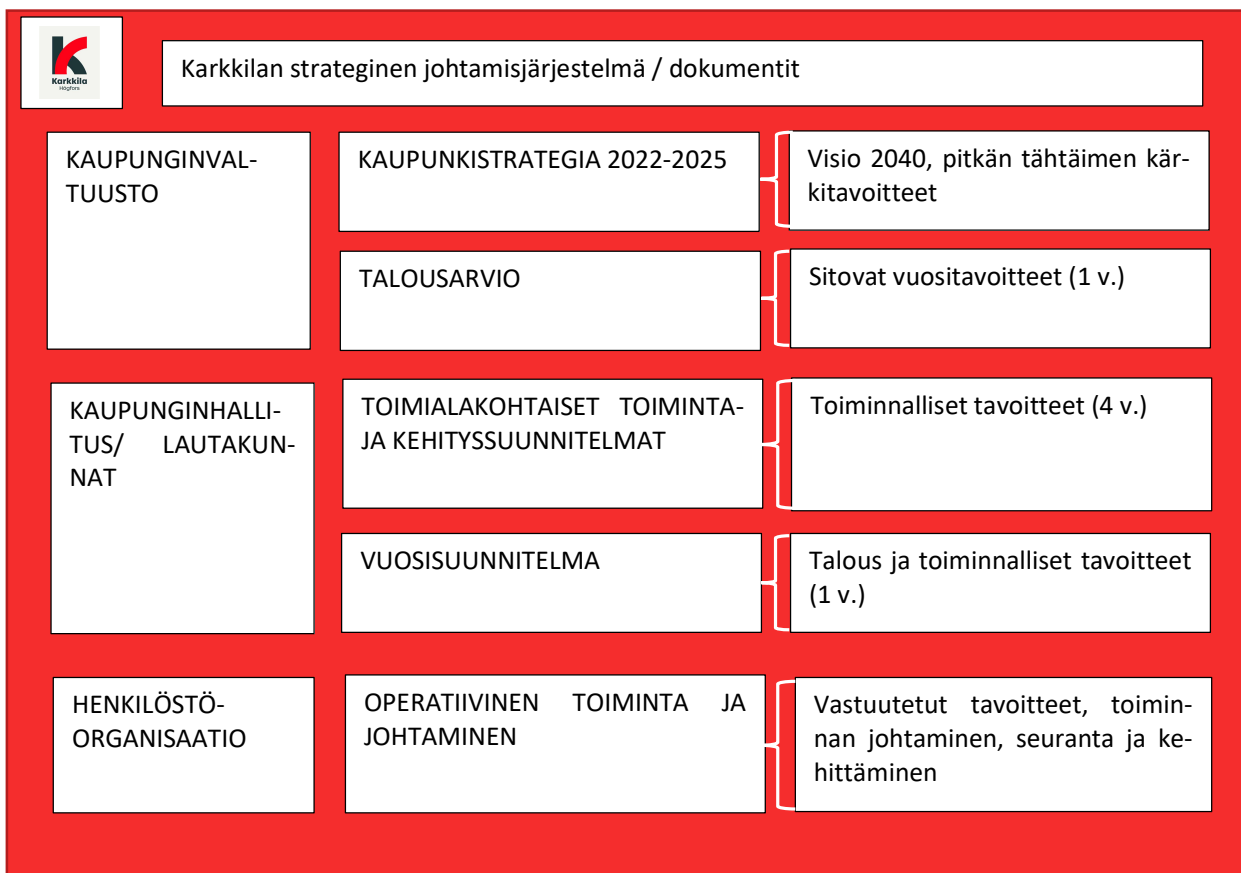 Karkkila
Högfors
Karkkilan strateginen johtamisjärjestelmä / dokumentit
KAUPUNGINVAL-
TUUSTO
KAUPUNKISTRATEGIA 2022-2025
Visio 2040, pitkän tähtäimen kär-
kitavoitteet
TALOUSARVIO
Sitovat vuositavoitteet (1 v.)
KAUPUNGINHALLI-
TUS/ LAUTAKUN-
NAT
TOIMIALAKOHTAISET TOIMINTA-
JA KEHITYSSUUNNITELMAT
Toiminnalliset tavoitteet (4 v.)
VUOSISUUNNITELMA
Talous ja toiminnalliset tavoitteet
(1 v.)
HENKILÖSTÖ-
ORGANISAATIO
OPERATIIVINEN TOIMINTA JA
JOHTAMINEN
Vastuutetut tavoitteet, toimin-
nan johtaminen, seuranta ja ke-
hittäminen